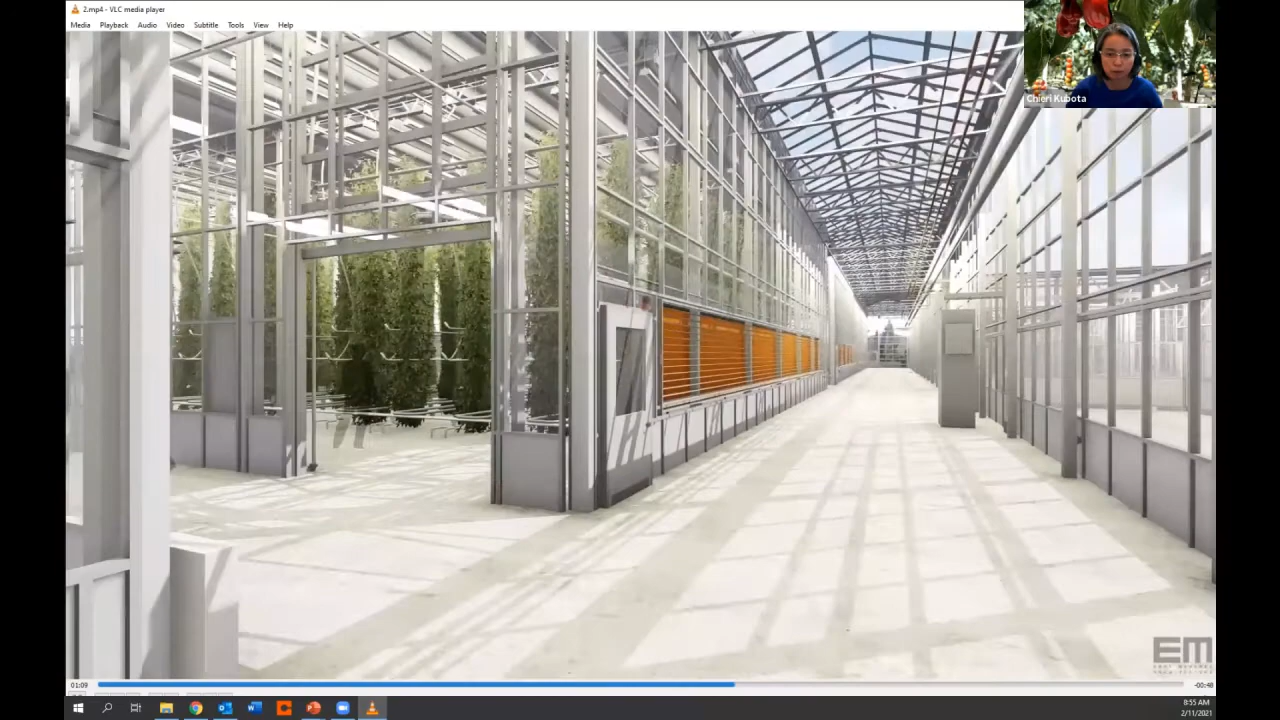 2.mp4 - VLC media player
Media Playback Audio Video Subtitle Tools View Help
Chieri Kubota
EM
01:09
-00:48
8:55 AM
2/11/2021